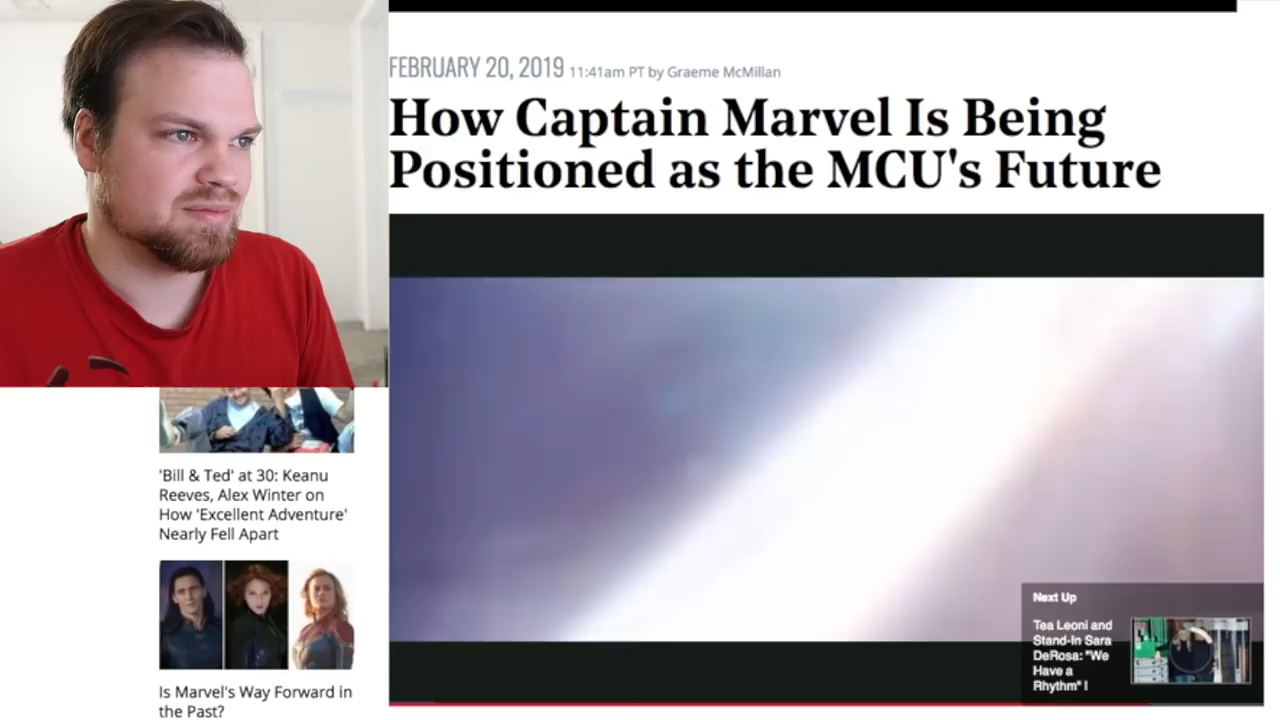 FEBRUARY 20, 2019 11:41am PT by Graeme McMillan
How Captain Marvel Is Being
Positioned as the MCU's Future
'Bill & Ted' at 30: Keanu
Reeves, Alex Winter on
How 'Excellent Adventure'
Nearly Fell Apart
Is Marvel's Way Forward in
the Past?
Next Up
Tea Leoni and
Stand-In Sara
DeRosa: "We
Have a
Rhythm" |